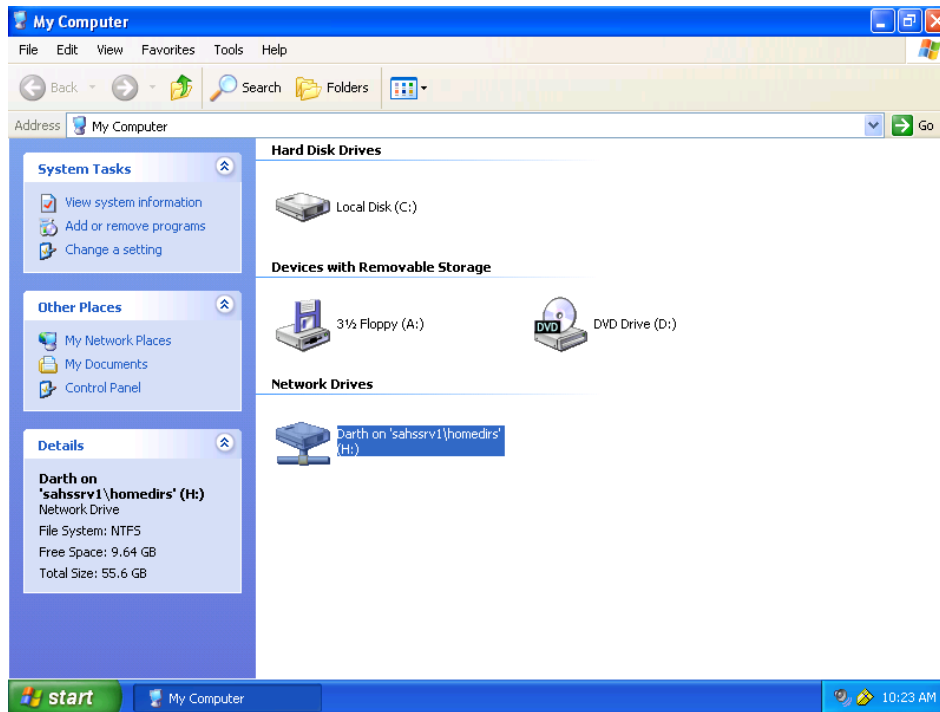 My Computer
File Edit View Favorites Tools Help
Back Search Folders
Address My Computer Go
System Tasks
View system information
Add or remove programs
Change a setting
Other Places
My Network Places
My Documents
Control Panel
Details
Darth on
'sahssrv1\homedirs' (H:)
Network Drive
File System: NTFS
Free Space: 9.64 GB
Total Size: 55.6 GB
Hard Disk Drives
Local Disk (C:)
Devices with Removable Storage
3½ Floppy (A:)
DVD
DVD Drive (D:)
Network Drives
Darth on 'sahssrv1\homedirs'
(H:)
start My Computer 10:23 AM